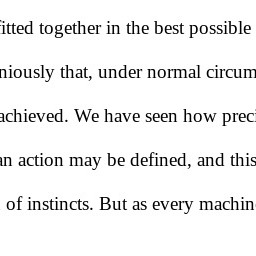 fitted together in the best possible
niously that, under normal circum
achieved. We have seen how preci
an action may be defined, and this
of instincts. But as every machin